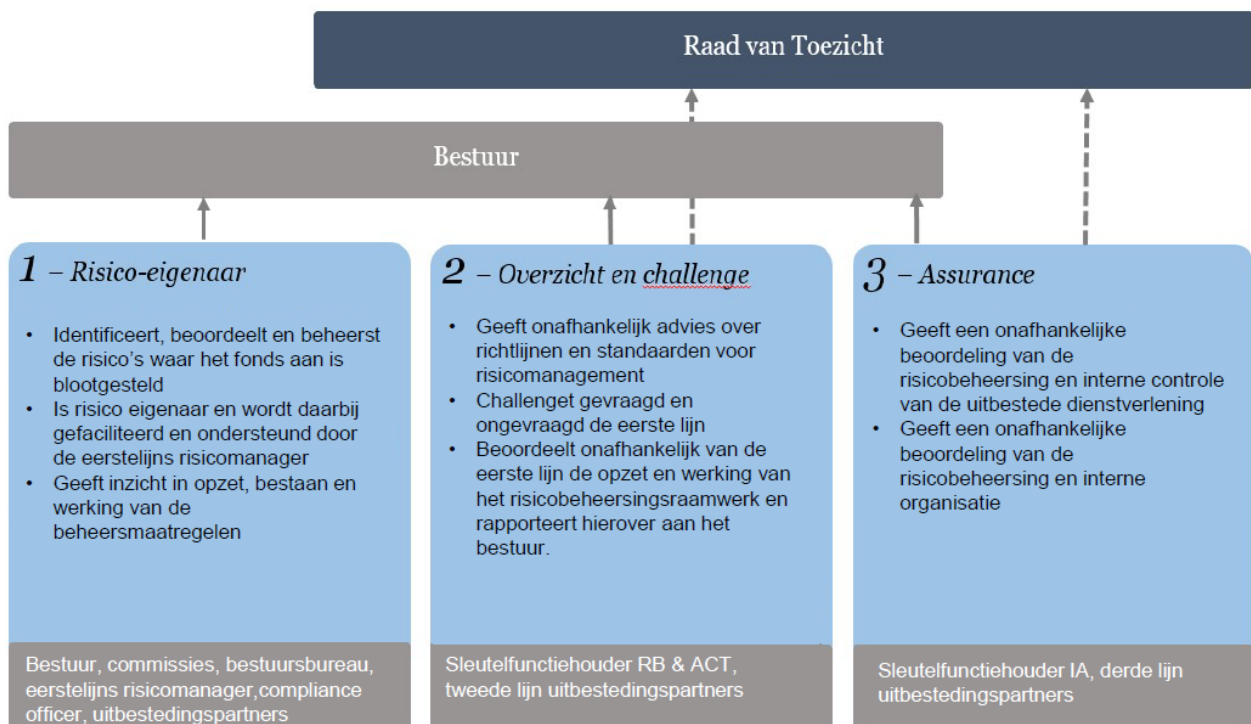 Raad van Toezicht
Bestuur
1 – Risico-eigenaar
• Identificeert, beoordeelt en beheerst
de risico's waar het fonds aan is
blootgesteld
• Is risico eigenaar en wordt daarbij
gefaciliteerd en ondersteund door
de eerstelijns risicomanager
• Geeft inzicht in opzet, bestaan en
werking van de
beheersmaatregelen
Bestuur, commissies, bestuursbureau,
eerstelijns risicomanager,compliance
officer, uitbestedingspartners
2 – Overzicht en challenge
• Geeft onafhankelijk advies over
richtlijnen en standaarden voor
risicomanagement
• Challenget gevraagd en
ongevraagd de eerste lijn
• Beoordeelt onafhankelijk van de
eerste lijn de opzet en werking van
het risicobeheersingsraamwerk en
rapporteert hierover aan het
bestuur.
Sleutelfunctiehouder RB & ACT,
tweede lijn uitbestedingspartners
3 – Assurance
• Geeft een onafhankelijke
beoordeling van de
risicobeheersing en interne controle
van de uitbestede dienstverlening
• Geeft een onafhankelijke
beoordeling van de
risicobeheersing en interne
organisatie
Sleutelfunctiehouder IA, derde lijn
uitbestedingspartners